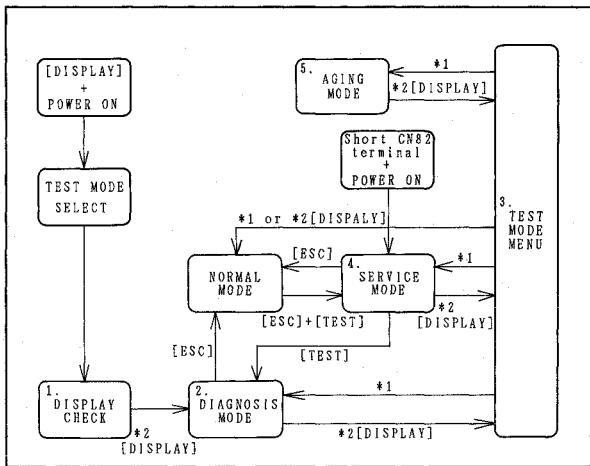 [DISPLAY]
+
POWER ON
5.
AGING
MODE
*1
*2[DISPLAY]
Short CN82
terminal
+
POWER ON
TEST MODE
SELECT
3.
TEST
MODE
MENU
*1 or *2[DISPALY]
NORMAL
MODE
[ESC]
[ESC]+[TEST]
4.
SERVICE
MODE
*1
*2
[DISPLAY]
[ESC]
[TEST]
1.
DISPLAY
CHECK
*2
[DISPLAY]
2.
DIAGNOSIS
MODE
*1
*2[DISPLAY]